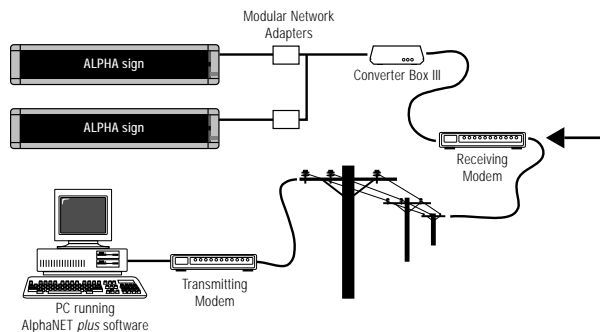 Modular Network
Adapters
ALPHA sign
Converter Box III
ALPHA sign
Receiving
Modem
Transmitting
Modem
PC running
AlphaNET plus software